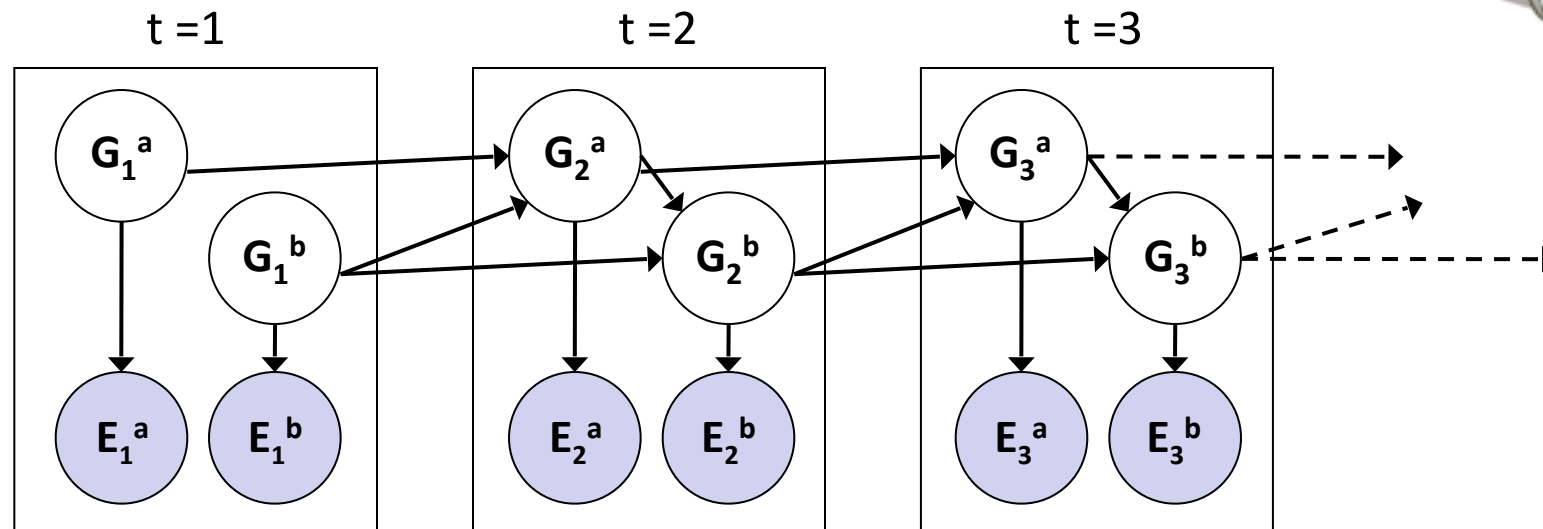 t =1 t =2 t =3
G₁ᵃ G₂ᵃ G₃ᵃ
G₁ᵇ G₂ᵇ G₃ᵇ
E₁ᵃ E₁ᵇ E₂ᵃ E₂ᵇ E₃ᵃ E₃ᵇ